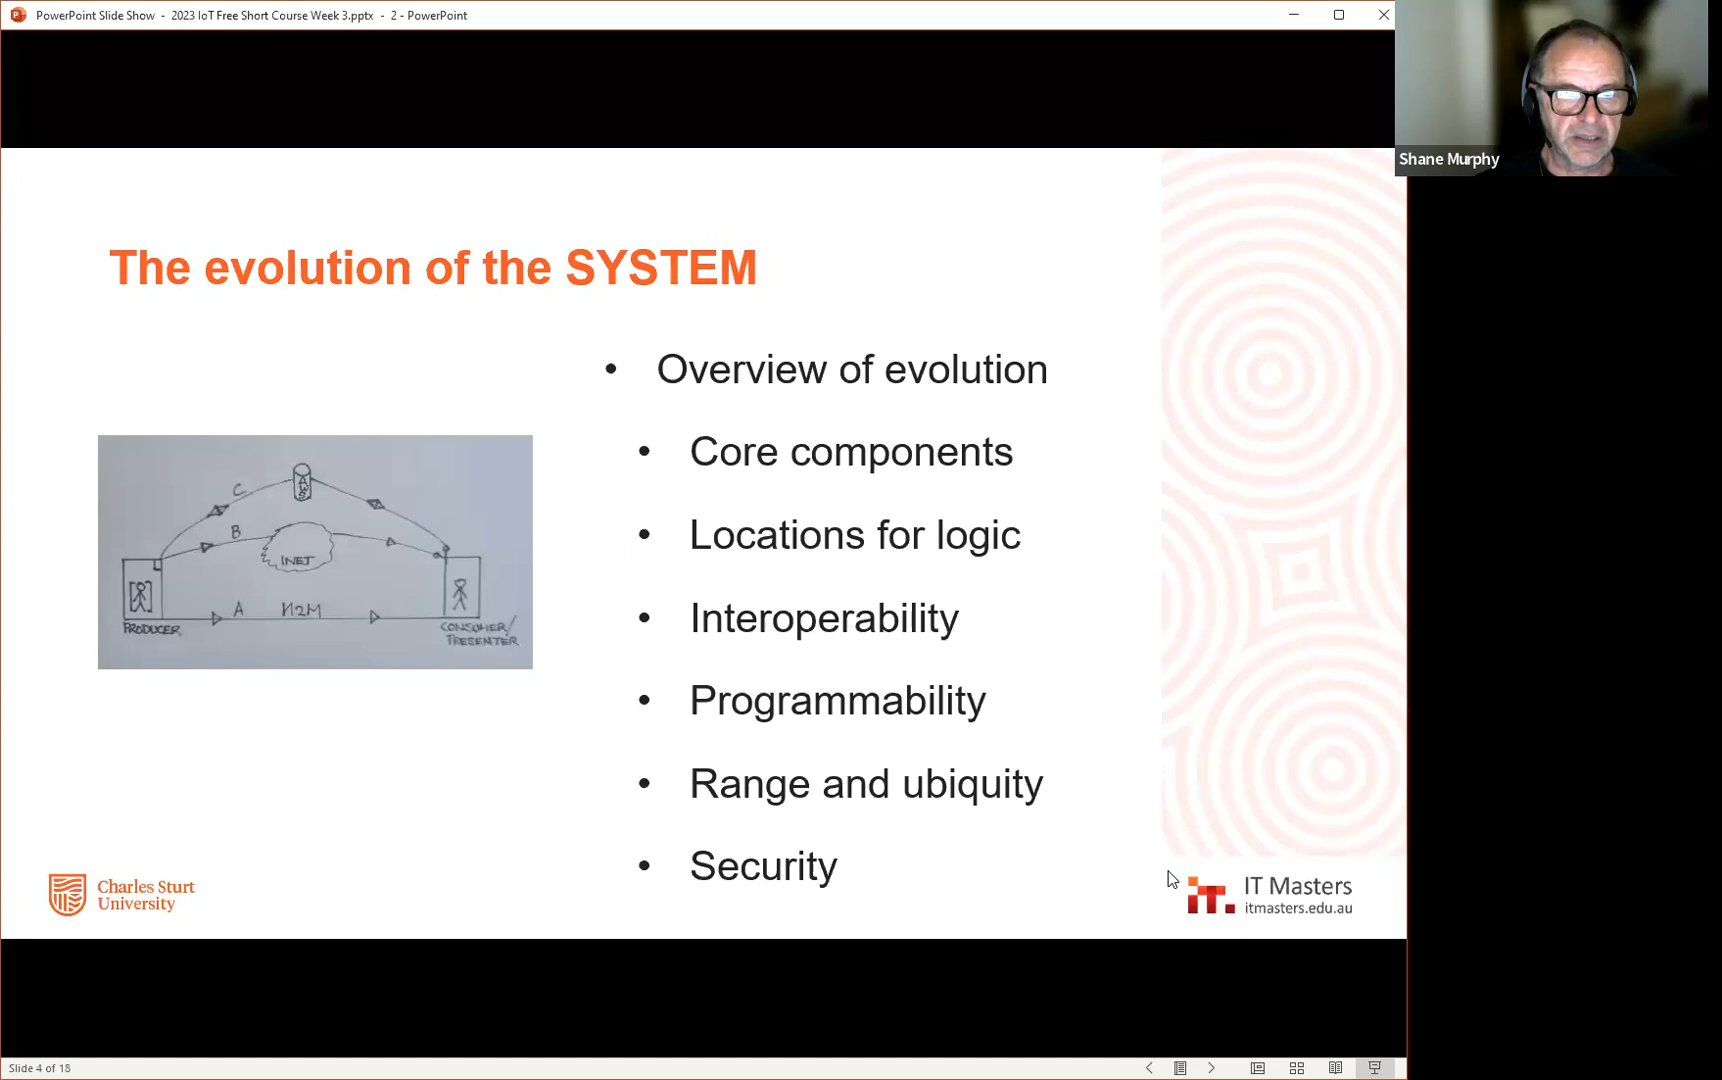 PowerPoint Slide Show - 2023 IoT Free Short Course Week 3.pptx - 2 - PowerPoint
Shane Murphy
The evolution of the SYSTEM
• Overview of evolution
• Core components
• Locations for logic
• Interoperability
• Programmability
• Range and ubiquity
• Security
C
AWS
B
INET
A M2M
PRODUCER
CONSUMER/
PRESENTER
Charles Sturt
University
IT Masters
itmasters.edu.au
Slide 4 of 18